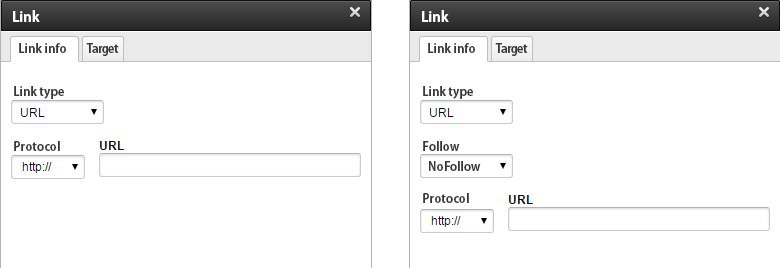 Link ×
Link info Target
Link type
URL
Protocol URL
http://
Link ×
Link info Target
Link type
URL
Follow
NoFollow
Protocol URL
http://